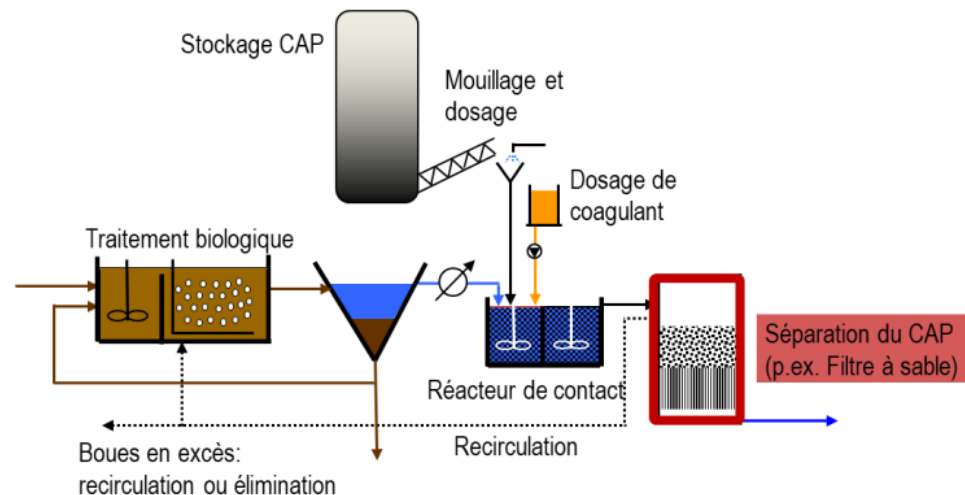 Stockage CAP
Mouillage et
dosage
Dosage de
coagulant
Traitement biologique
Séparation du CAP
(p.ex. Filtre à sable)
Réacteur de contact
Recirculation
Boues en excès:
recirculation ou élimination